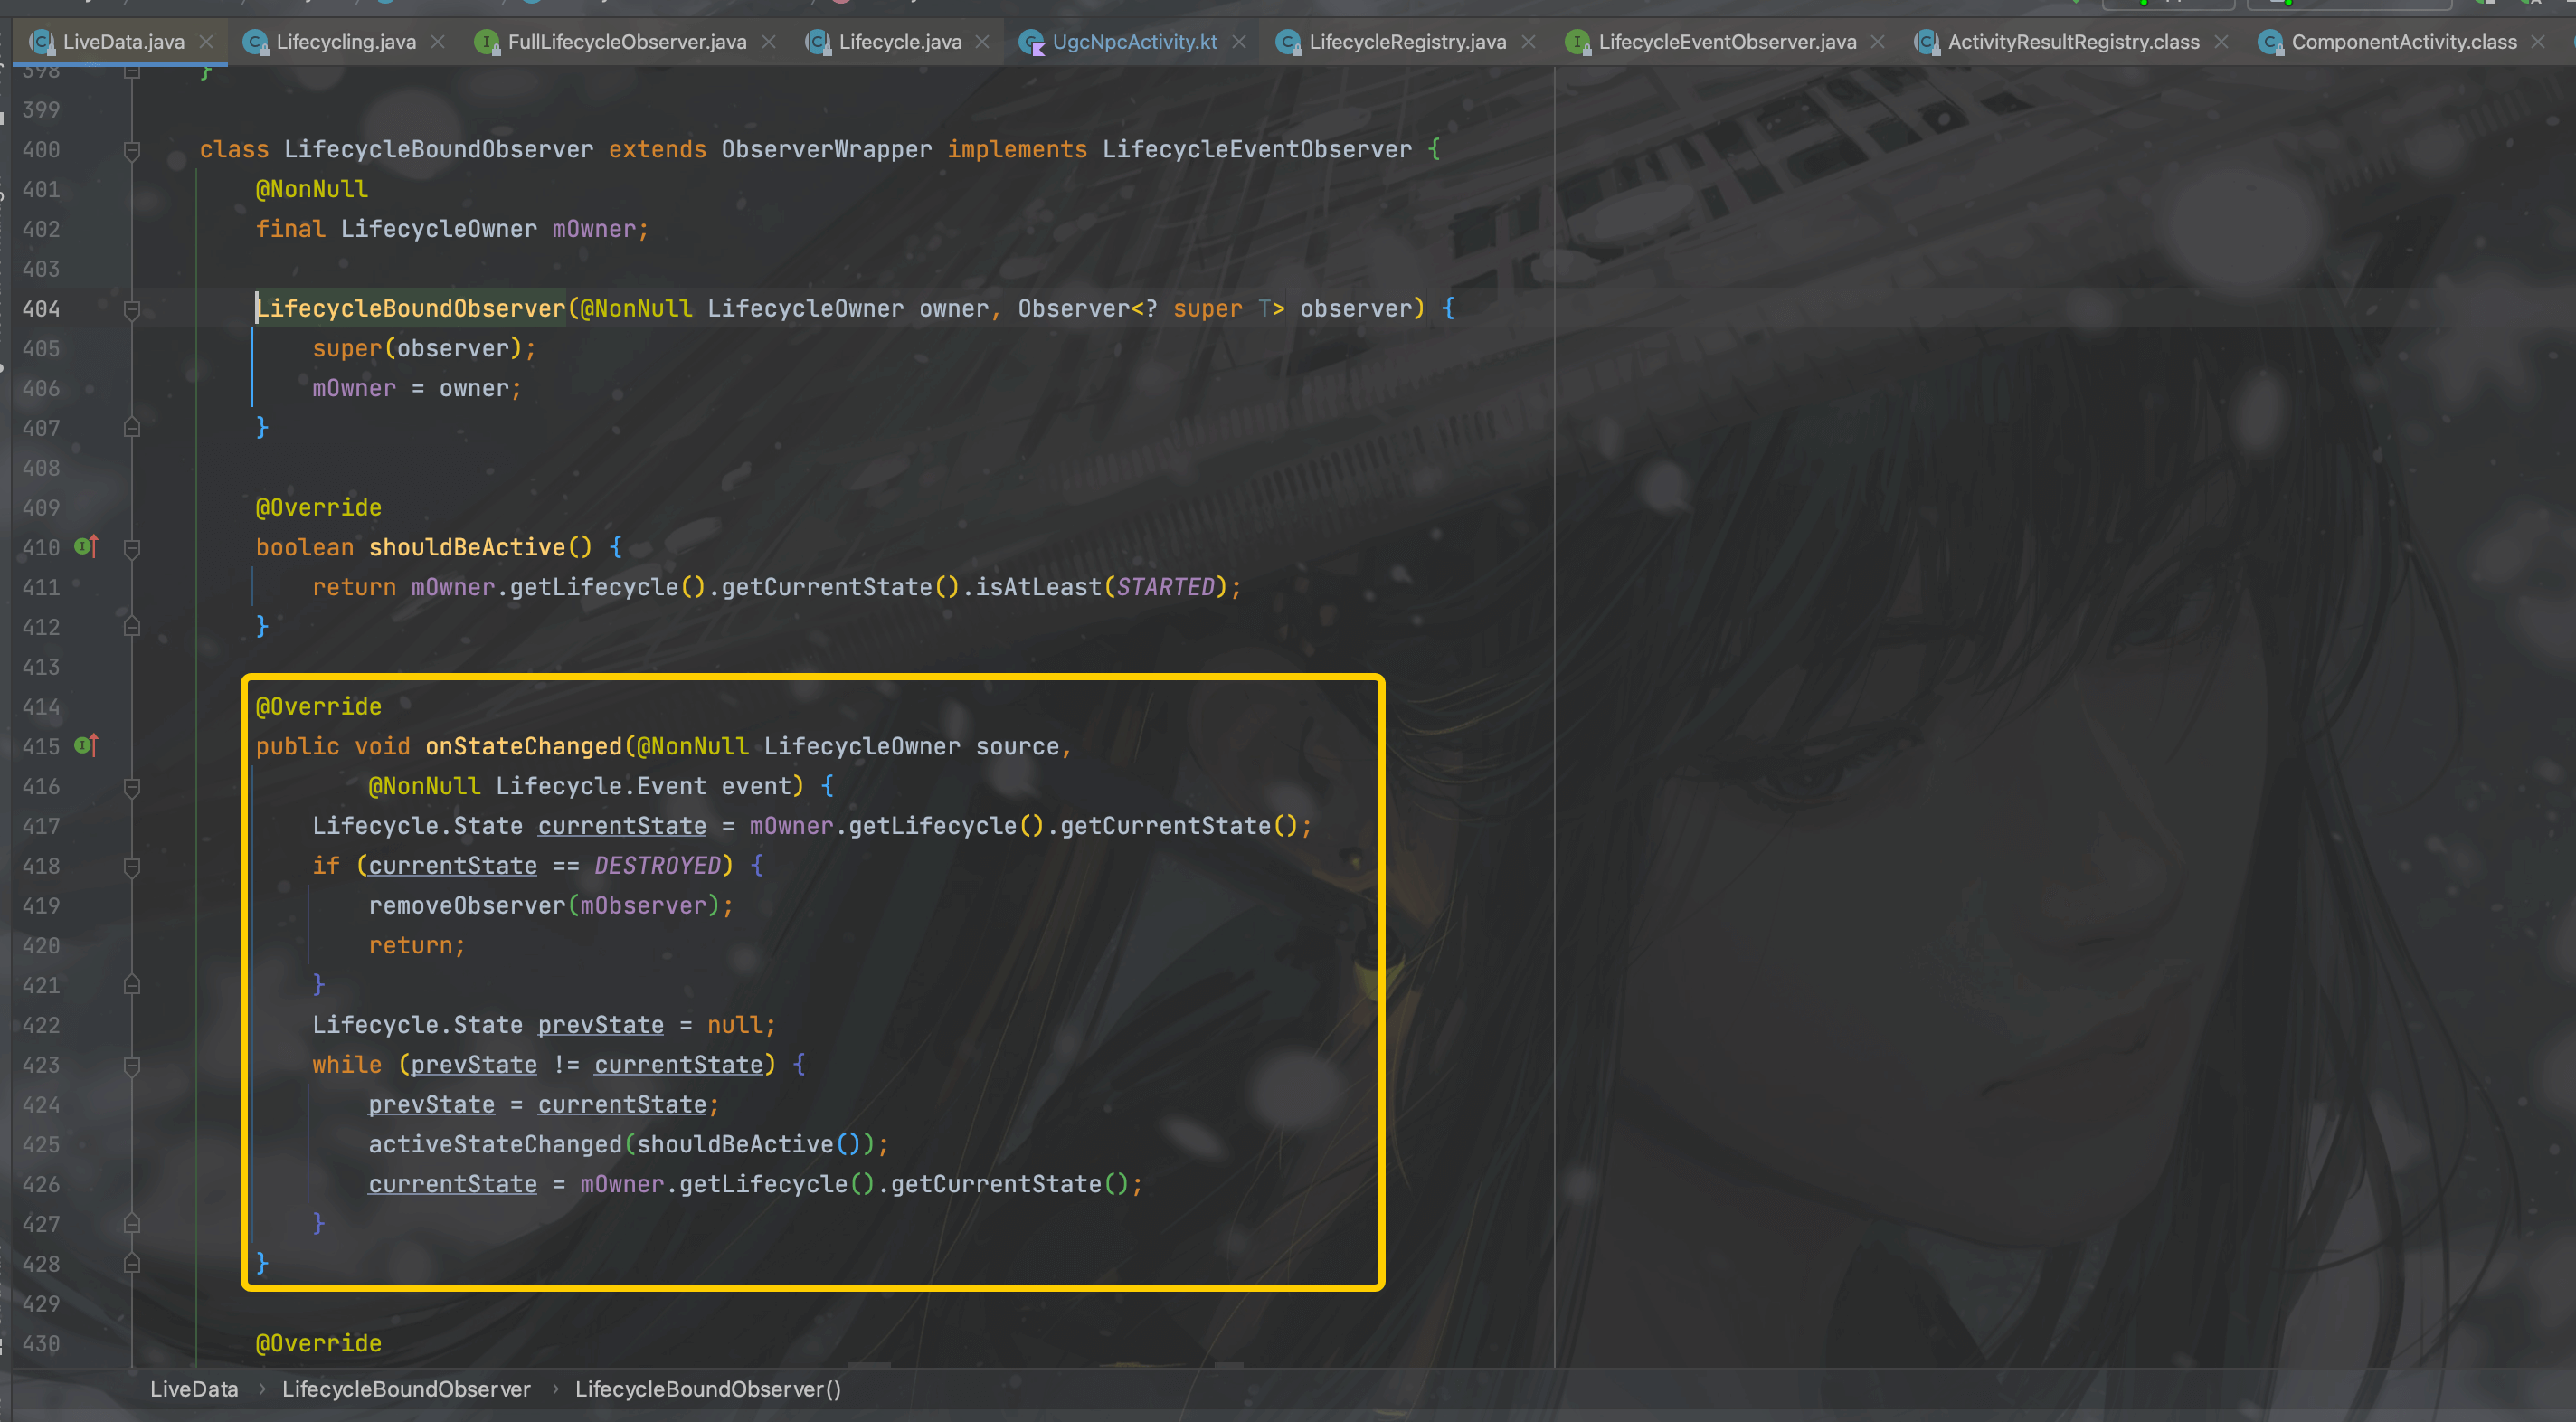 LiveData.java Lifecycling.java FullLifecycleObserver.java Lifecycle.java UgcNpcActivity.kt LifecycleRegistry.java LifecycleEventObserver.java ActivityResultRegistry.class ComponentActivity.class
398 }
399
400 class LifecycleBoundObserver extends ObserverWrapper implements LifecycleEventObserver {
401 @NonNull
402 final LifecycleOwner mOwner;
403
404 LifecycleBoundObserver(@NonNull LifecycleOwner owner, Observer<? super T> observer) {
405 super(observer);
406 mOwner = owner;
407 }
408
409 @Override
410 boolean shouldBeActive() {
411 return mOwner.getLifecycle().getCurrentState().isAtLeast(STARTED);
412 }
413
414 @Override
415 public void onStateChanged(@NonNull LifecycleOwner source,
416 @NonNull Lifecycle.Event event) {
417 Lifecycle.State currentState = mOwner.getLifecycle().getCurrentState();
418 if (currentState == DESTROYED) {
419 removeObserver(mObserver);
420 return;
421 }
422 Lifecycle.State prevState = null;
423 while (prevState != currentState) {
424 prevState = currentState;
425 activeStateChanged(shouldBeActive());
426 currentState = mOwner.getLifecycle().getCurrentState();
427 }
428 }
429
430 @Override
LiveData › LifecycleBoundObserver › LifecycleBoundObserver()